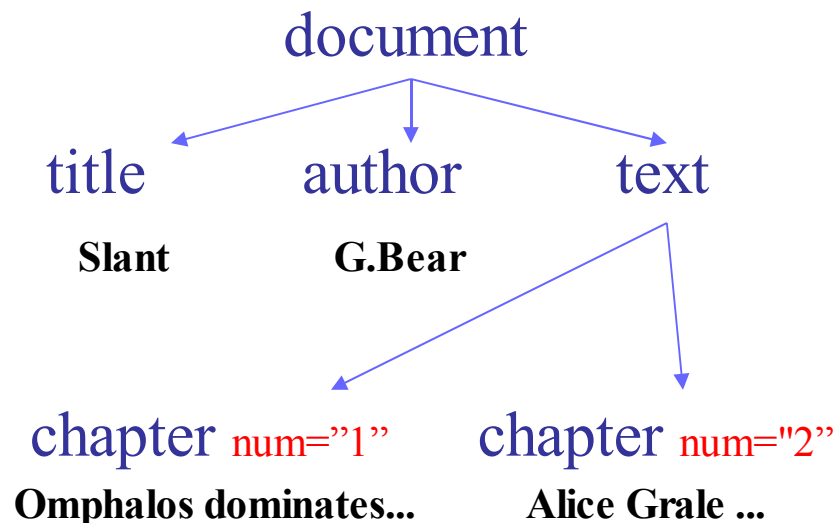 document
title author text
Slant G.Bear
chapter num=”1” chapter num="2”
Omphalos dominates... Alice Grale ...